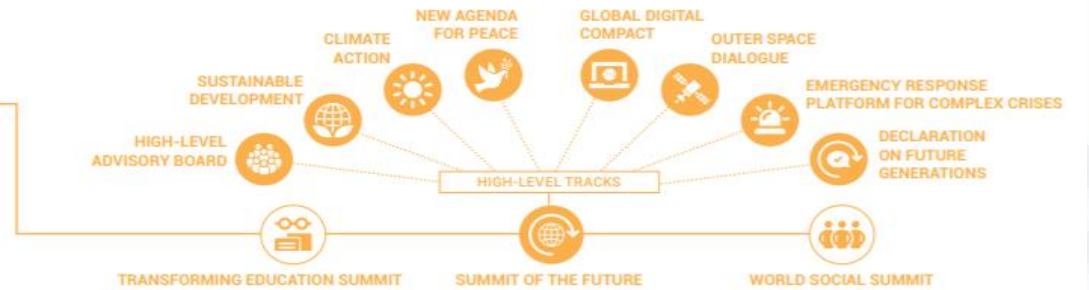 NEW AGENDA
FOR PEACE
GLOBAL DIGITAL
COMPACT
CLIMATE
ACTION
OUTER SPACE
DIALOGUE
SUSTAINABLE
DEVELOPMENT
EMERGENCY RESPONSE
PLATFORM FOR COMPLEX CRISES
HIGH-LEVEL
ADVISORY BOARD
DECLARATION
ON FUTURE
GENERATIONS
HIGH-LEVEL TRACKS
TRANSFORMING EDUCATION SUMMIT
SUMMIT OF THE FUTURE
WORLD SOCIAL SUMMIT